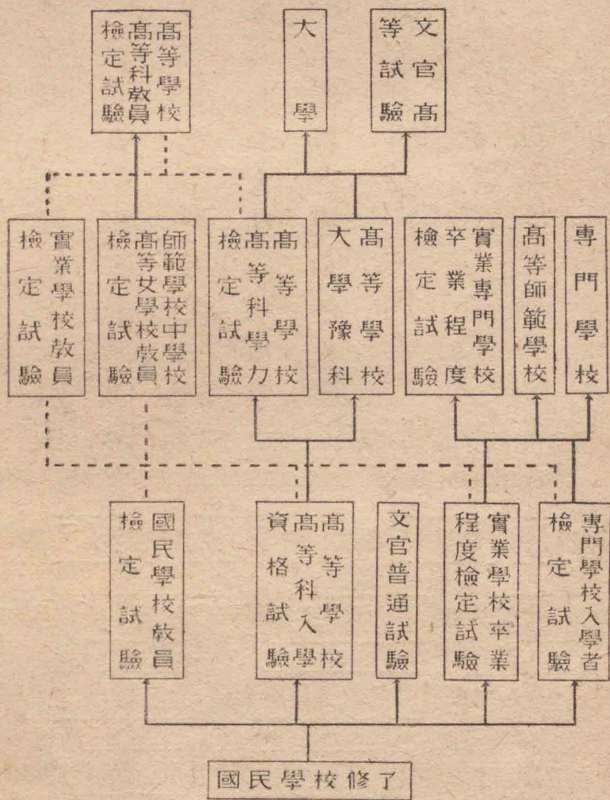 文官高
等試驗
大學
高等學校
高等科教員
檢定試驗
專門學校
高等師範學校
實業專門學校
卒業程度
檢定試驗
高等學校
大學豫科
高等學校
高等科學力
檢定試驗
師範學校中學校
高等女學校教員
檢定試驗
實業學校教員
檢定試驗
專門學校入學者
檢定試驗
實業學校卒業
程度檢定試驗
文官普通試驗
高等學校
高等科入學
資格試驗
國民學校教員
檢定試驗
國民學校修了